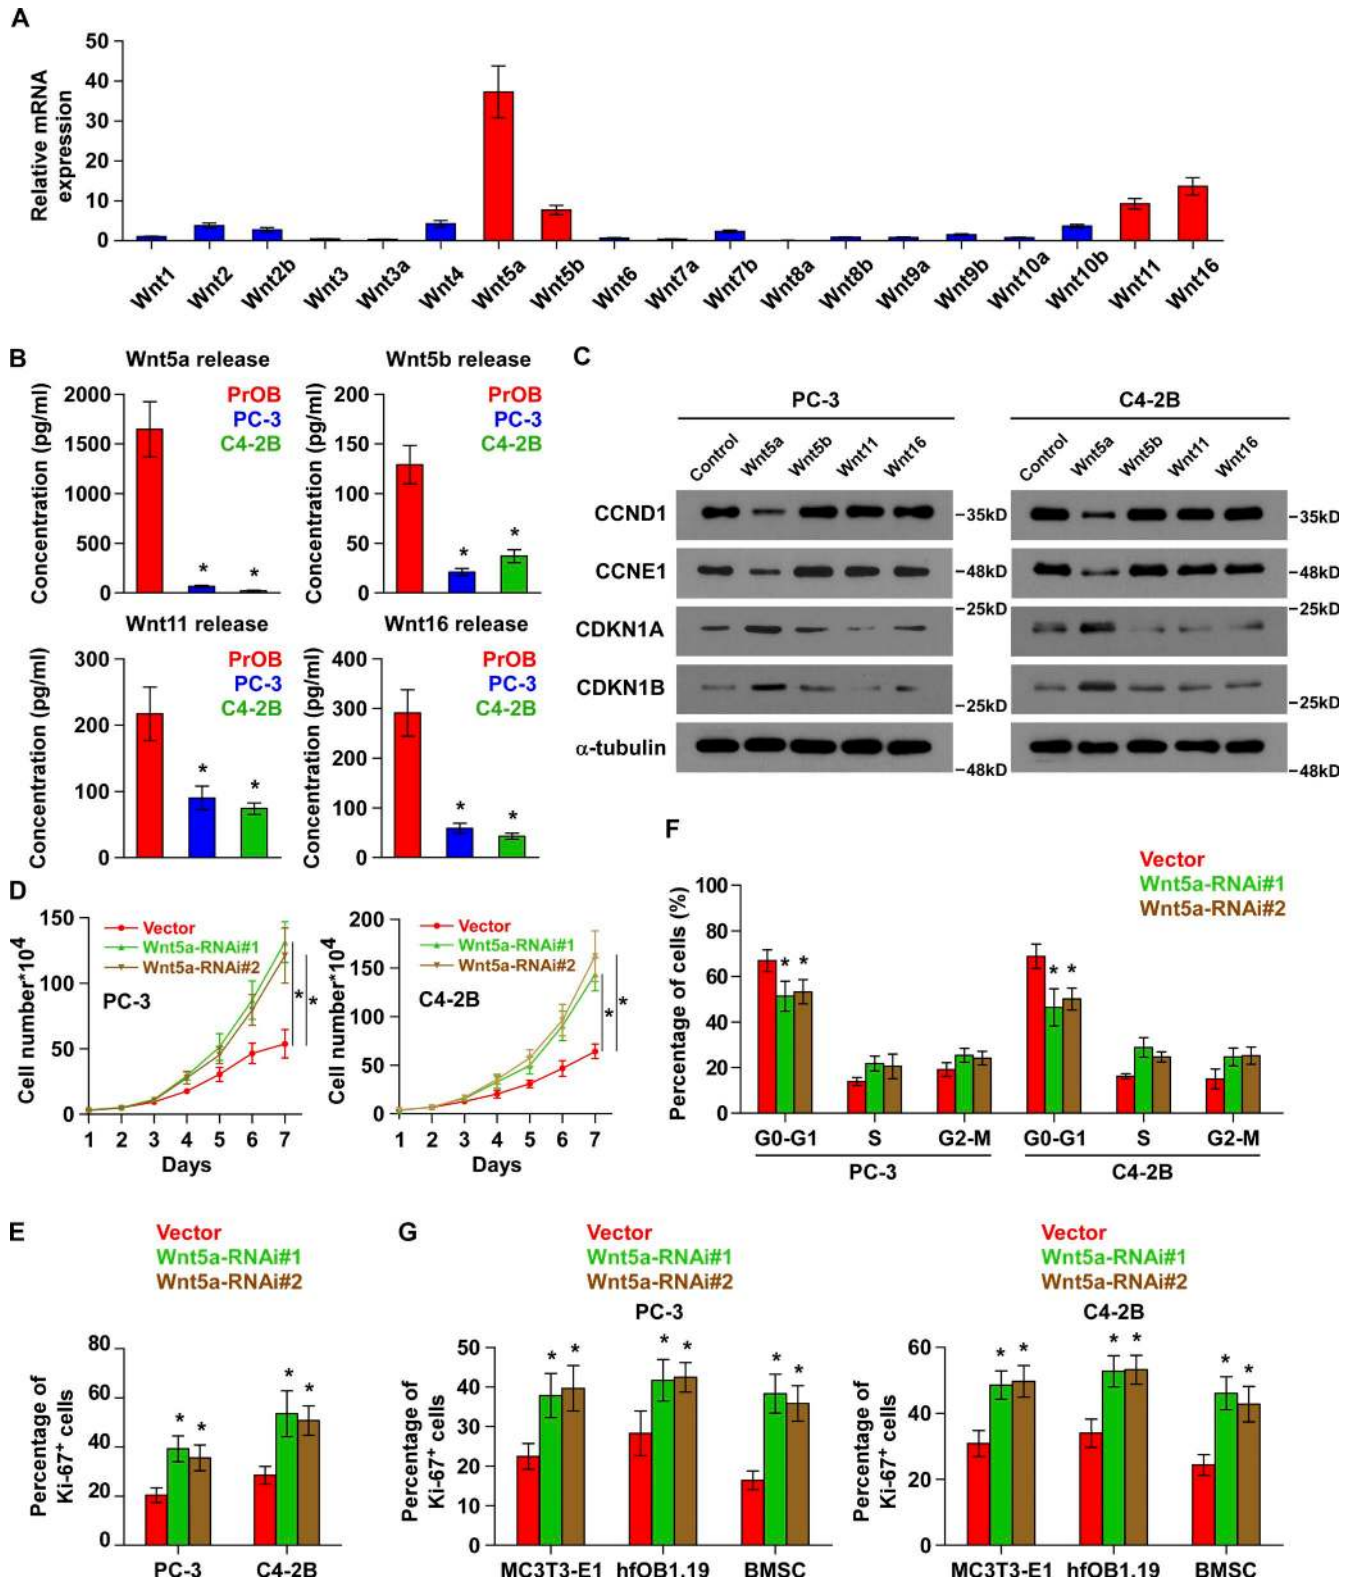 A
Relative mRNA
expression
50
40
30
20
10
0
Wnt1
Wnt2
Wnt2b
Wnt3
Wnt3a
Wnt4
Wnt5a
Wnt5b
Wnt6
Wnt7a
Wnt7b
Wnt8a
Wnt8b
Wnt9a
Wnt9b
Wnt10a
Wnt10b
Wnt11
Wnt16
B
Wnt5a release
Concentration (pg/ml)
2000
1500
1000
500
0
PrOB
PC-3
C4-2B
* *
Wnt5b release
Concentration (pg/ml)
200
150
100
50
0
PrOB
PC-3
C4-2B
* *
Wnt11 release
Concentration (pg/ml)
300
200
100
0
PrOB
PC-3
C4-2B
* *
Wnt16 release
Concentration (pg/ml)
400
300
200
100
0
PrOB
PC-3
C4-2B
* *
C
PC-3
C4-2B
Control Wnt5a Wnt5b Wnt11 Wnt16
Control Wnt5a Wnt5b Wnt11 Wnt16
CCND1 –35kD –35kD
CCNE1 –48kD –48kD
CDKN1A –25kD –25kD
CDKN1B –25kD –25kD
α-tubulin –48kD –48kD
D
Cell number*10⁴
150
100
50
0
Vector
Wnt5a-RNAi#1
Wnt5a-RNAi#2
PC-3
* *
1 2 3 4 5 6 7
Days
Cell number*10⁴
200
150
100
50
0
Vector
Wnt5a-RNAi#1
Wnt5a-RNAi#2
C4-2B
* *
1 2 3 4 5 6 7
Days
F
Vector
Wnt5a-RNAi#1
Wnt5a-RNAi#2
Percentage of cells (%)
100
80
60
40
20
0
* * * *
G0-G1 S G2-M G0-G1 S G2-M
PC-3 C4-2B
E
Vector
Wnt5a-RNAi#1
Wnt5a-RNAi#2
Percentage of
Ki-67⁺ cells
80
60
40
20
0
* * * *
PC-3 C4-2B
G
Vector
Wnt5a-RNAi#1
Wnt5a-RNAi#2
PC-3
Percentage of
Ki-67⁺ cells
50
40
30
20
10
0
* * * * * *
MC3T3-E1 hfOB1.19 BMSC
Vector
Wnt5a-RNAi#1
Wnt5a-RNAi#2
C4-2B
Percentage of
Ki-67⁺ cells
60
40
20
0
* * * * * *
MC3T3-E1 hfOB1.19 BMSC